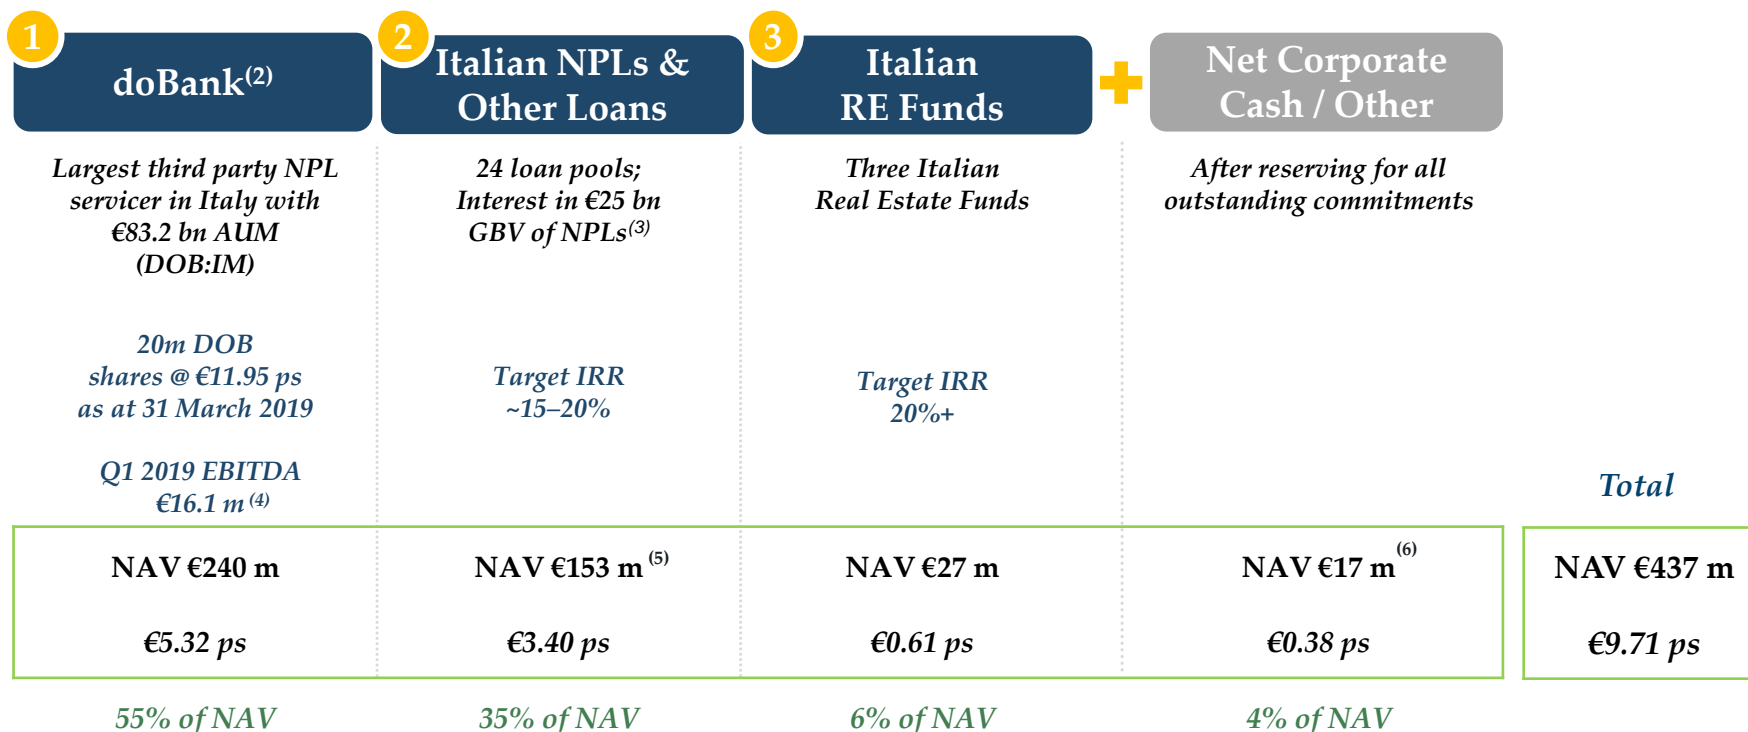 1
doBank(2)
Largest third party NPL
servicer in Italy with
€83.2 bn AUM
(DOB:IM)
20m DOB
shares @ €11.95 ps
as at 31 March 2019
Q1 2019 EBITDA
€16.1 m (4)
NAV €240 m
€5.32 ps
55% of NAV
2
Italian NPLs &
Other Loans
24 loan pools;
Interest in €25 bn
GBV of NPLs(3)
Target IRR
~15–20%
NAV €153 m (5)
€3.40 ps
35% of NAV
3
Italian
RE Funds
Three Italian
Real Estate Funds
Target IRR
20%+
NAV €27 m
€0.61 ps
6% of NAV
Net Corporate
Cash / Other
After reserving for all
outstanding commitments
NAV €17 m (6)
€0.38 ps
4% of NAV
Total
NAV €437 m
€9.71 ps